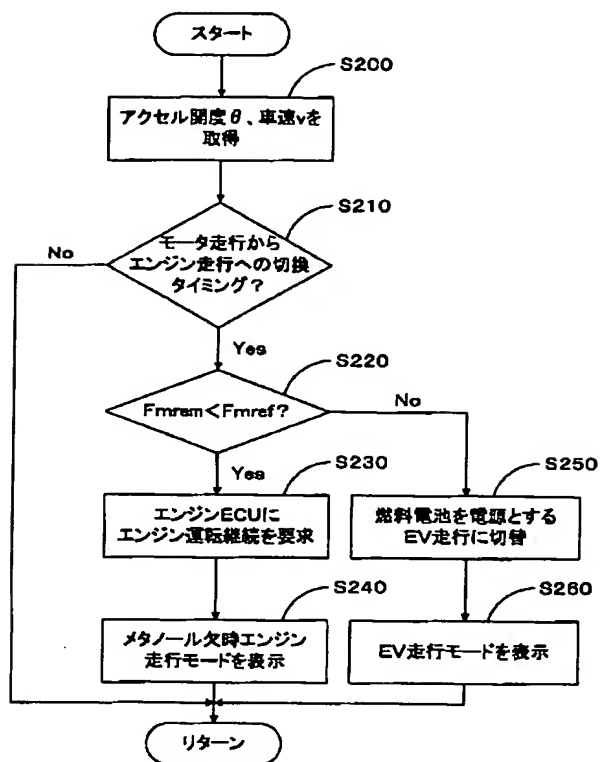 スタート
S200
アクセル開度θ、車速vを
取得
S210
モータ走行から
エンジン走行への切換
タイミング？
No
Yes
S220
Fmrem<Fmref?
No
Yes
S230
エンジンECUに
エンジン運転継続を要求
S250
燃料電池を電源とする
EV走行に切替
S240
メタノール欠時エンジン
走行モードを表示
S260
EV走行モードを表示
リターン